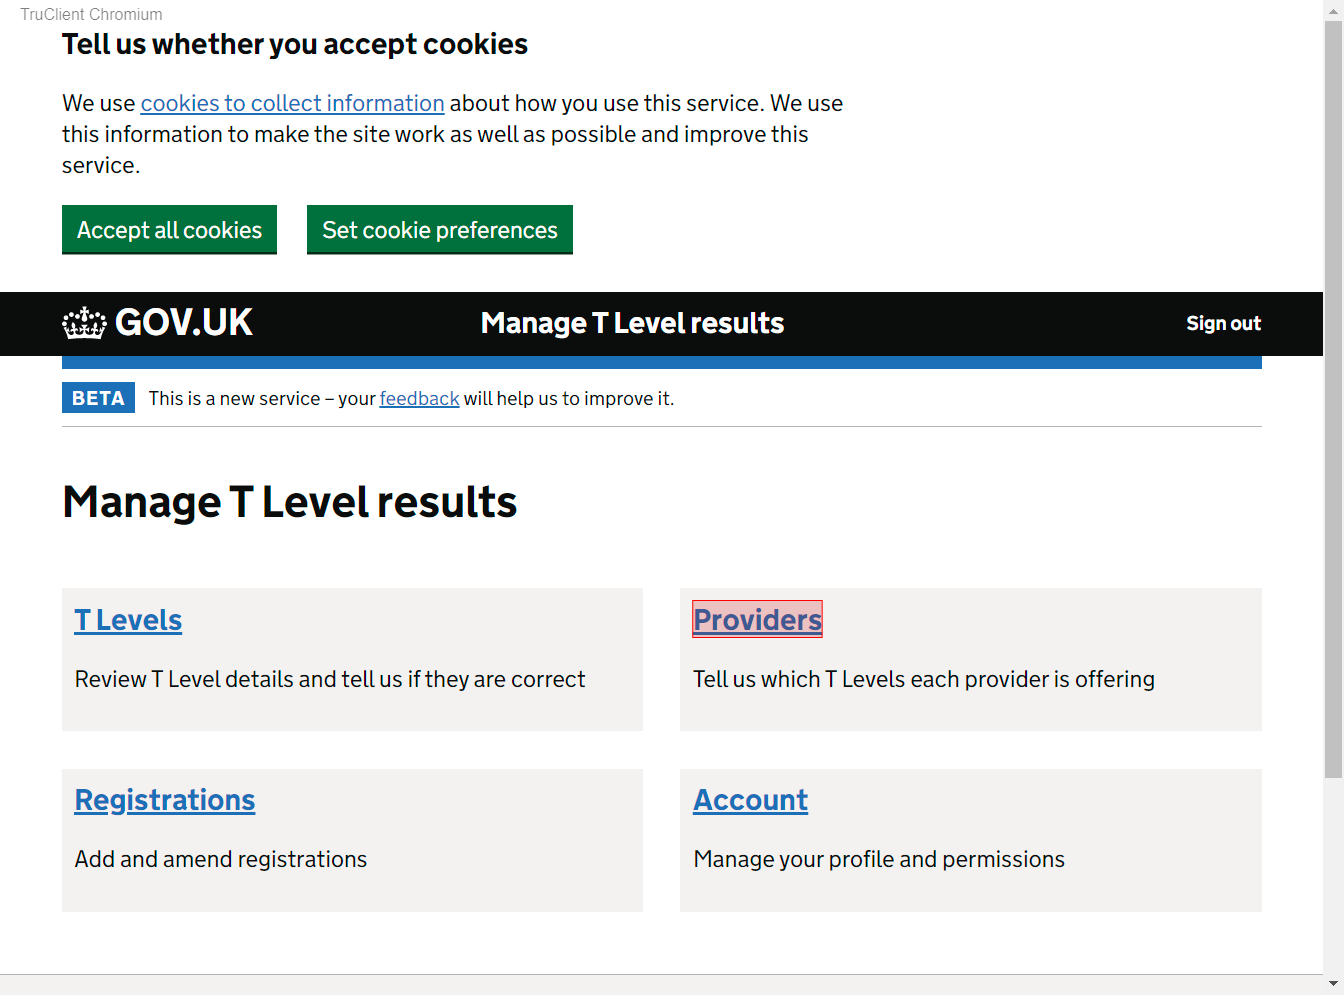 TruClient Chromium
Tell us whether you accept cookies
We use cookies to collect information about how you use this service. We use
this information to make the site work as well as possible and improve this
service.
Accept all cookies
Set cookie preferences
GOV.UK
Manage T Level results
Sign out
BETA
This is a new service – your feedback will help us to improve it.
Manage T Level results
T Levels
Review T Level details and tell us if they are correct
Providers
Tell us which T Levels each provider is offering
Registrations
Add and amend registrations
Account
Manage your profile and permissions